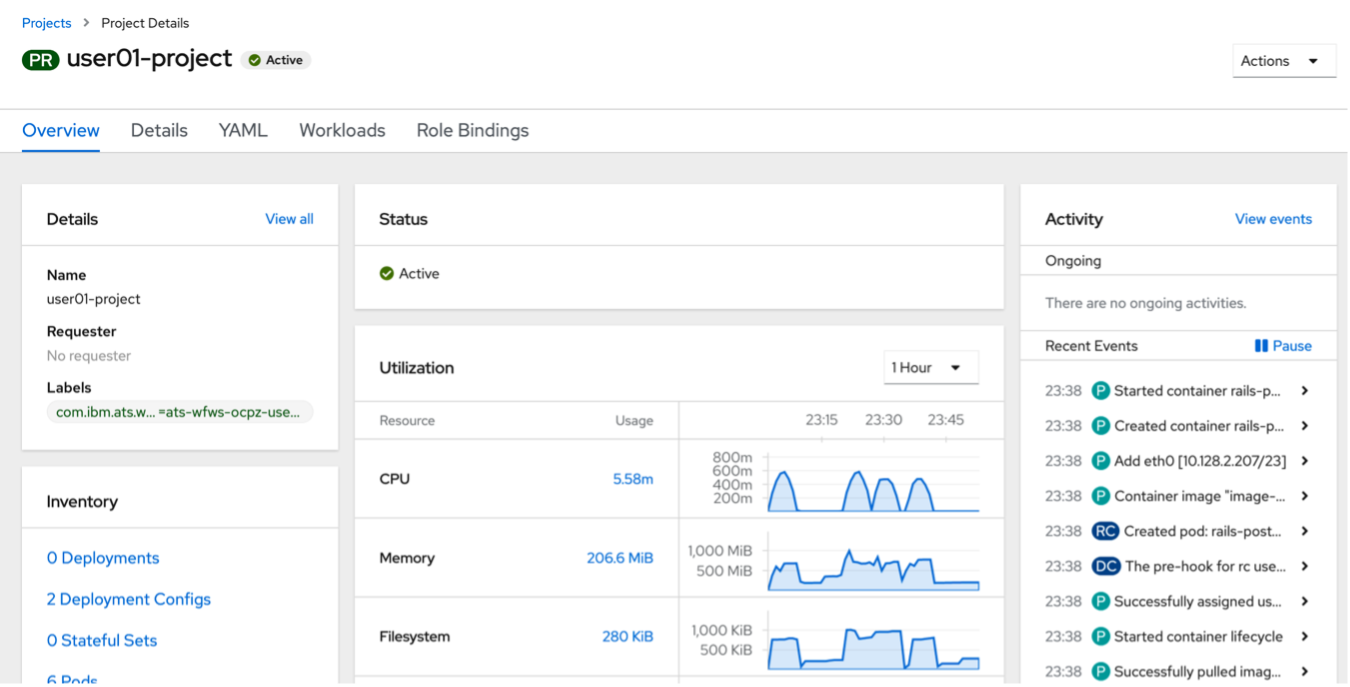 Projects > Project Details
PR user01-project Active
Actions
Overview Details YAML Workloads Role Bindings
Details View all
Name
user01-project
Requester
No requester
Labels
com.ibm.ats.w... =ats-wfws-ocpz-use...
Inventory
0 Deployments
2 Deployment Configs
0 Stateful Sets
6 Pods
Status
Active
Utilization 1 Hour
Resource Usage 23:15 23:30 23:45
CPU 5.58m
800m
600m
400m
200m
Memory 206.6 MiB
1,000 MiB
500 MiB
Filesystem 280 KiB
1,000 KiB
500 KiB
Activity View events
Ongoing
There are no ongoing activities.
Recent Events Pause
23:38 P Started container rails-p...
23:38 P Created container rails-p...
23:38 P Add eth0 [10.128.2.207/23]
23:38 P Container image "image-...
23:38 RC Created pod: rails-post...
23:38 DC The pre-hook for rc use...
23:38 P Successfully assigned us...
23:38 P Started container lifecycle
23:38 P Successfully pulled imag...